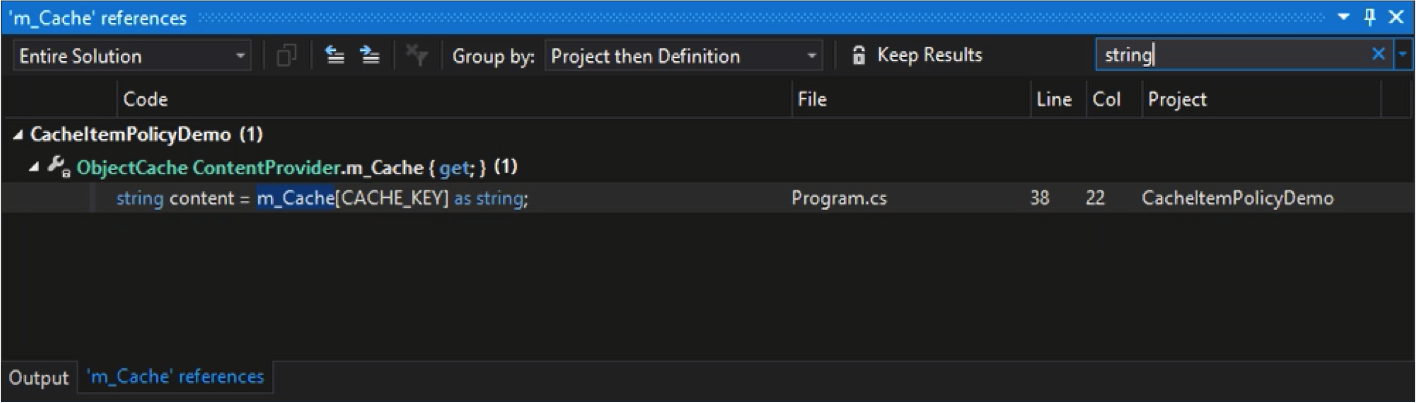 'm_Cache' references
Entire Solution Group by: Project then Definition Keep Results string
Code File Line Col Project
CacheItemPolicyDemo (1)
ObjectCache ContentProvider.m_Cache { get; } (1)
string content = m_Cache[CACHE_KEY] as string; Program.cs 38 22 CacheItemPolicyDemo
Output 'm_Cache' references